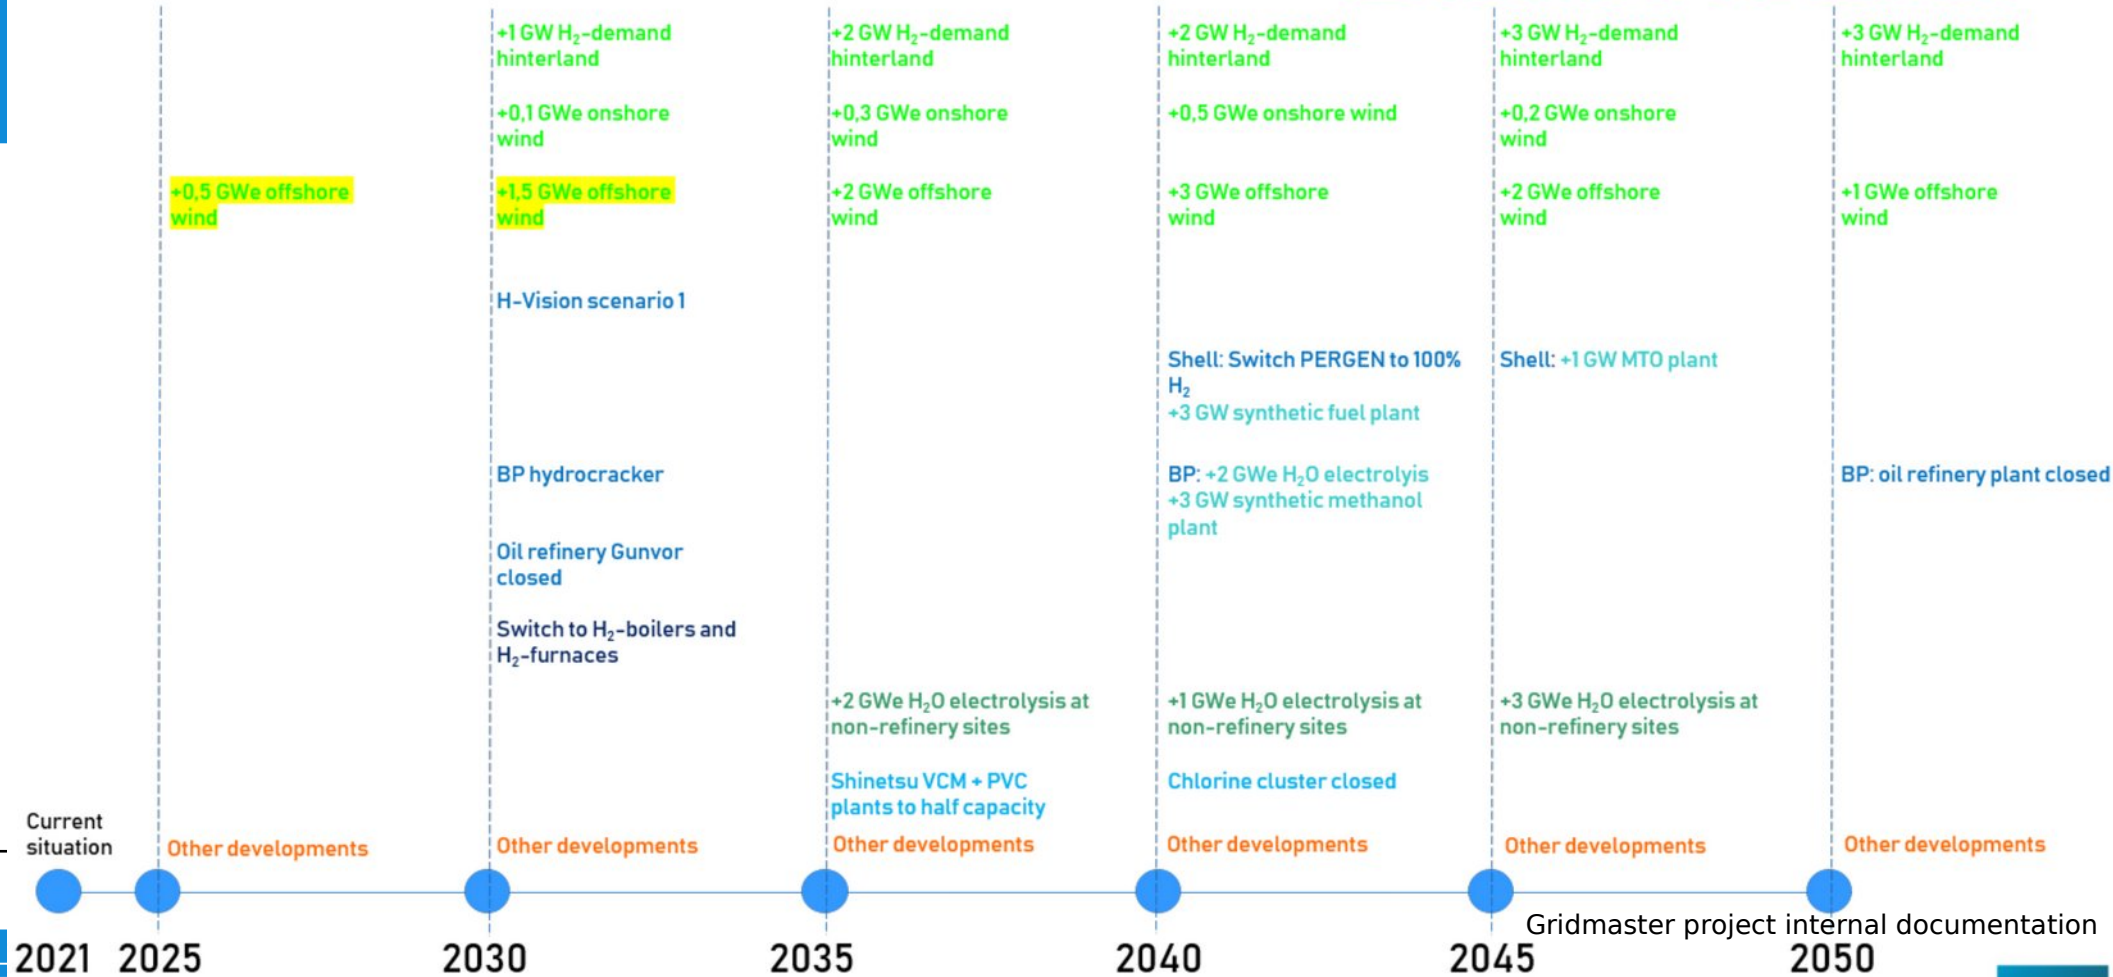 +1 GW H₂-demand
hinterland
+2 GW H₂-demand
hinterland
+2 GW H₂-demand
hinterland
+3 GW H₂-demand
hinterland
+3 GW H₂-demand
hinterland
+0,1 GWe onshore
wind
+0,3 GWe onshore
wind
+0,5 GWe onshore wind
+0,2 GWe onshore
wind
+0,5 GWe offshore
wind
+1,5 GWe offshore
wind
+2 GWe offshore
wind
+3 GWe offshore
wind
+2 GWe offshore
wind
+1 GWe offshore
wind
H-Vision scenario 1
Shell: Switch PERGEN to 100%
H₂
+3 GW synthetic fuel plant
Shell: +1 GW MTO plant
BP hydrocracker
BP: +2 GWe H₂O electrolyis
+3 GW synthetic methanol
plant
BP: oil refinery plant closed
Oil refinery Gunvor
closed
Switch to H₂-boilers and
H₂-furnaces
+2 GWe H₂O electrolysis at
non-refinery sites
+1 GWe H₂O electrolysis at
non-refinery sites
+3 GWe H₂O electrolysis at
non-refinery sites
Shinetsu VCM + PVC
plants to half capacity
Chlorine cluster closed
Current
situation
Other developments
Other developments
Other developments
Other developments
Other developments
Other developments
Gridmaster project internal documentation
2021
2025
2030
2035
2040
2045
2050